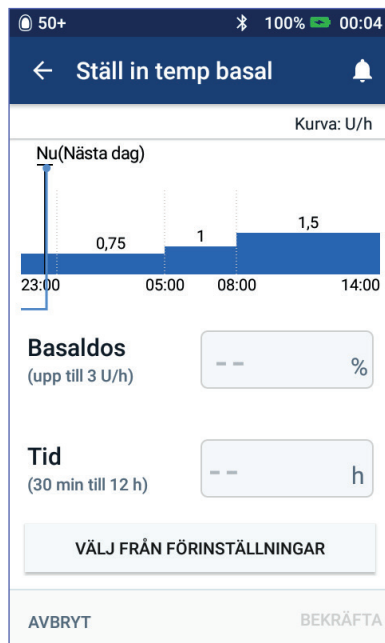 50+ 100% 00:04
Ställ in temp basal
Kurva: U/h
Nu(Nästa dag)
0,75 1 1,5
23:00 05:00 08:00 14:00
Basaldos
(upp till 3 U/h)
-- %
Tid
(30 min till 12 h)
-- h
VÄLJ FRÅN FÖRINSTÄLLNINGAR
AVBRYT BEKRÄFTA